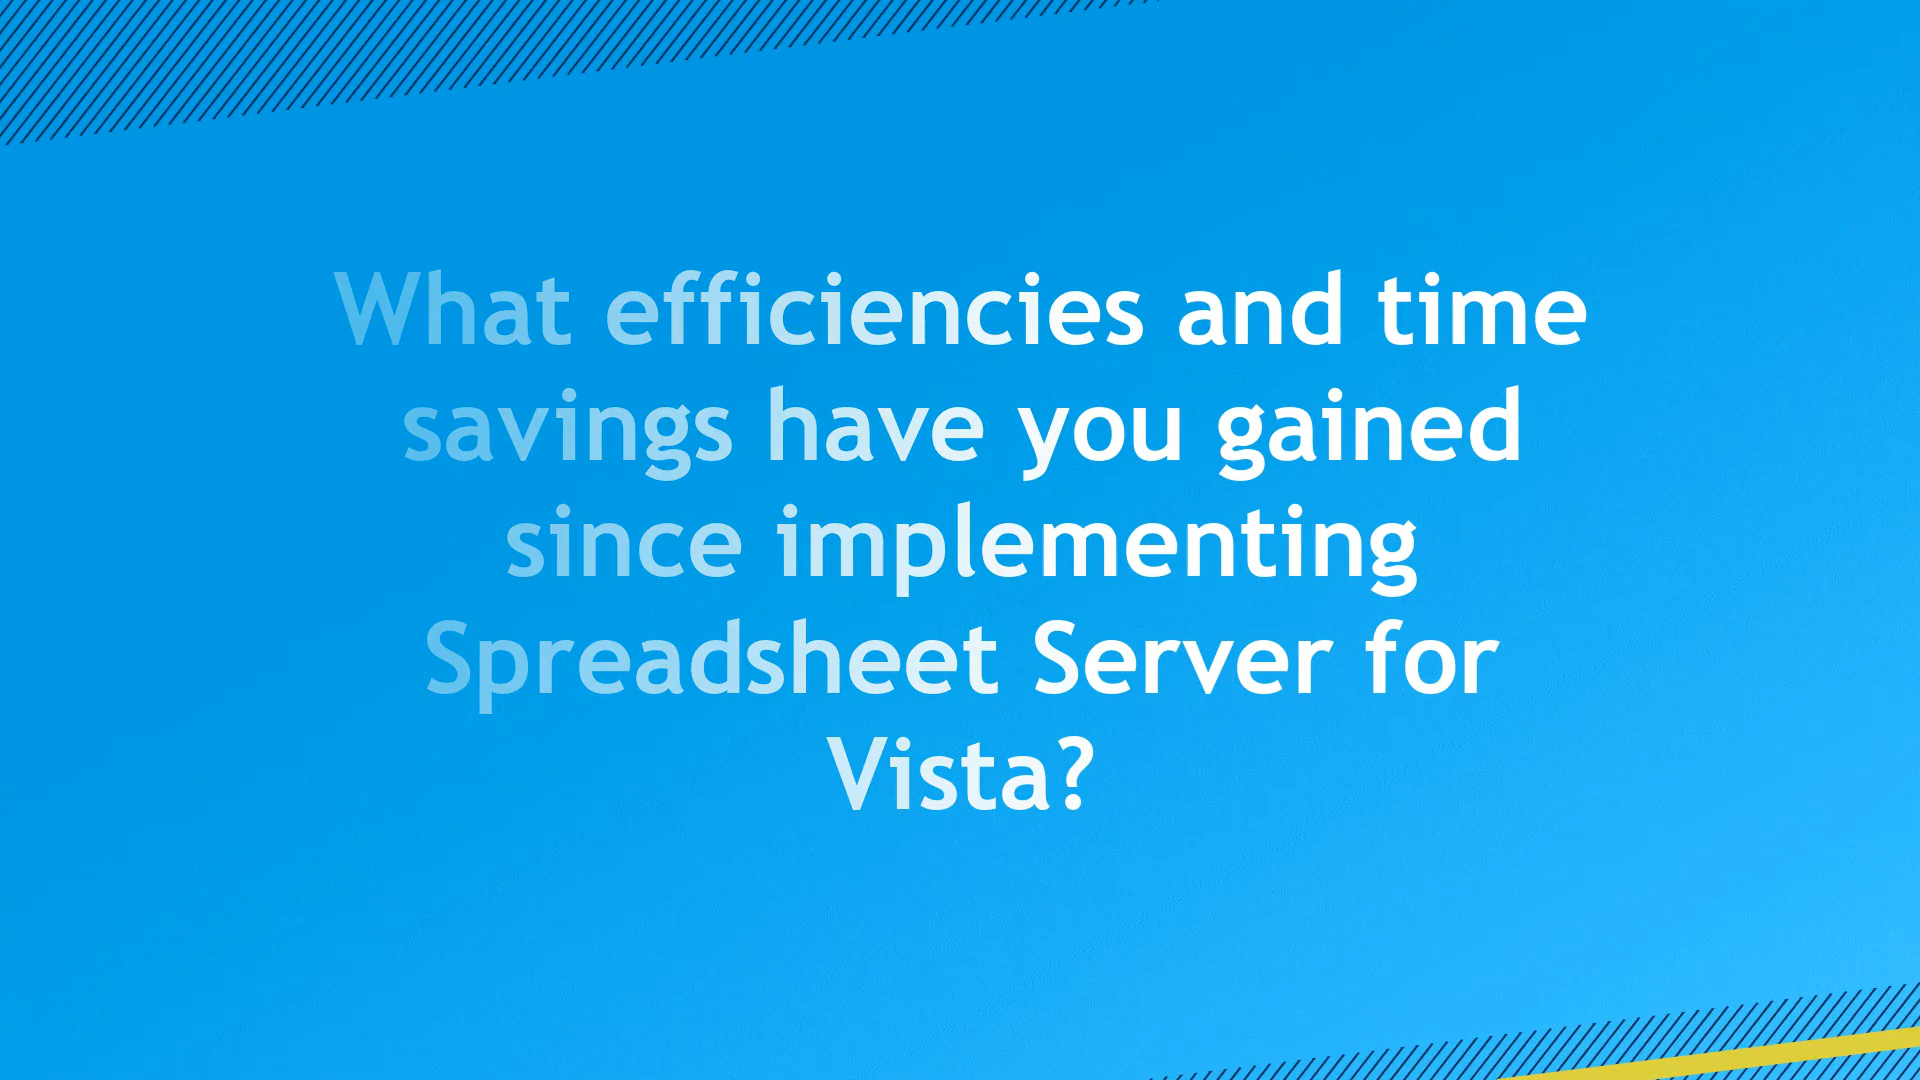 What efficiencies and time
savings have you gained
since implementing
Spreadsheet Server for
Vista?